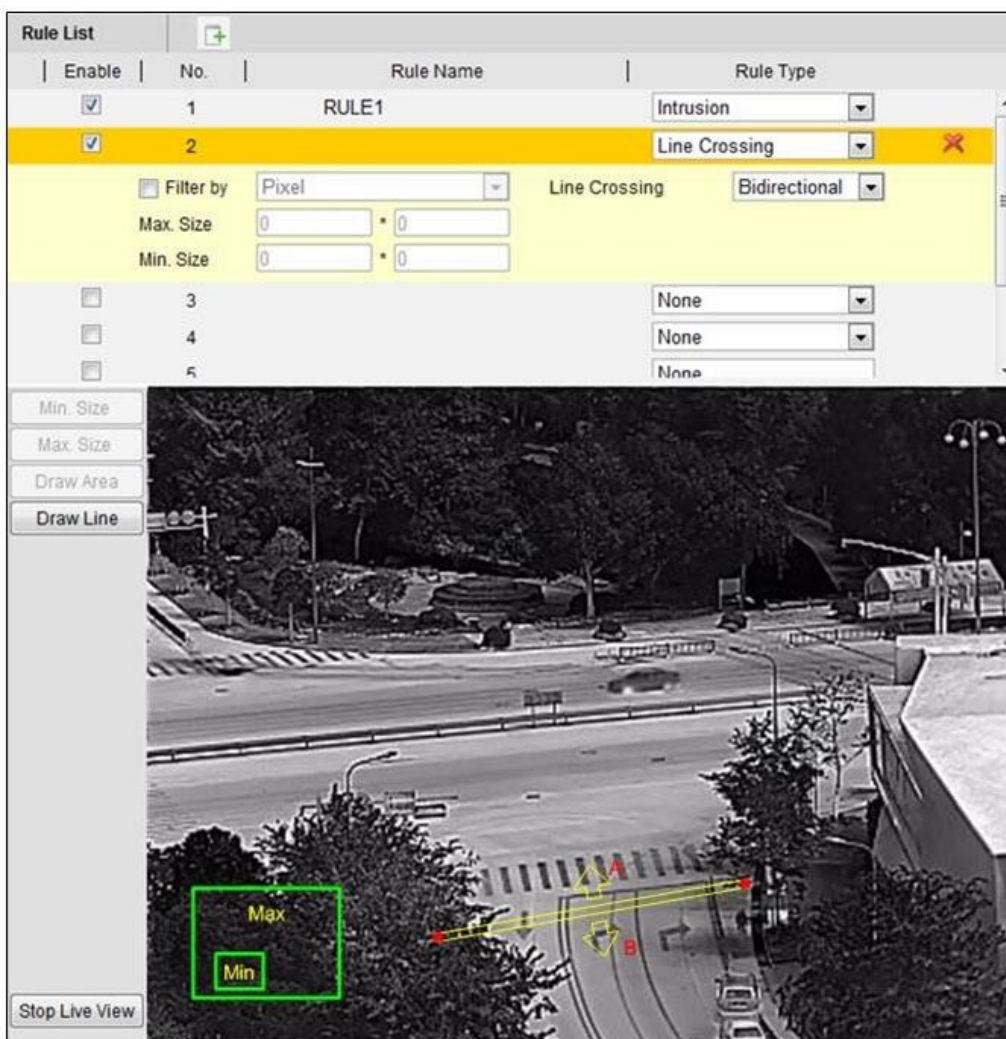 Rule List
Enable No. Rule Name Rule Type
1 RULE1 Intrusion
2 Line Crossing
Filter by Pixel Line Crossing Bidirectional
Max. Size 0 * 0
Min. Size 0 * 0
3 None
4 None
5 None
Min. Size
Max. Size
Draw Area
Draw Line
A
B
Max
Min
Stop Live View